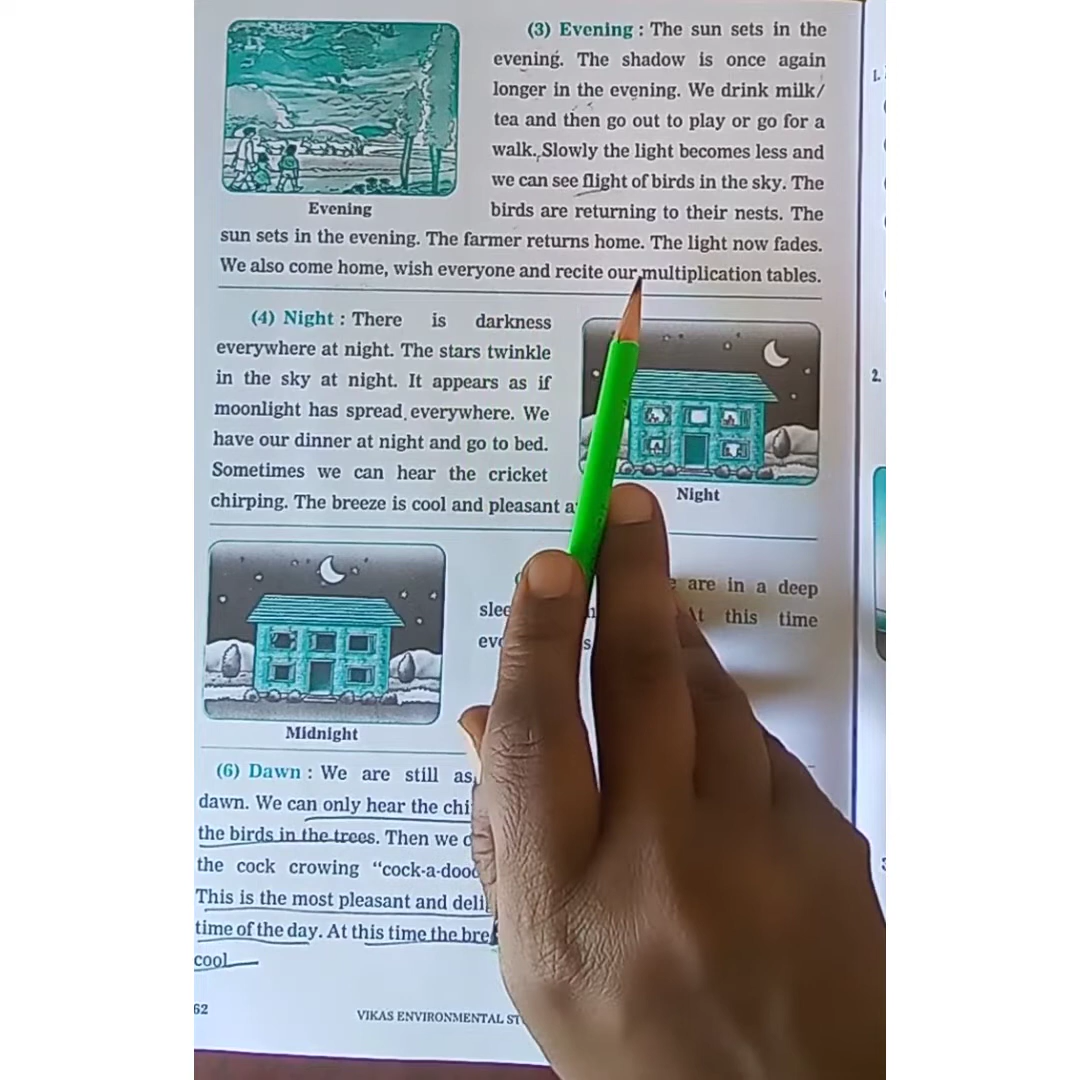 (3) Evening : The sun sets in the
evening. The shadow is once again
longer in the evening. We drink milk/
tea and then go out to play or go for a
walk. Slowly the light becomes less and
we can see flight of birds in the sky. The
birds are returning to their nests. The
Evening
sun sets in the evening. The farmer returns home. The light now fades.
We also come home, wish everyone and recite our multiplication tables.
(4) Night : There is darkness
everywhere at night. The stars twinkle
in the sky at night. It appears as if
moonlight has spread everywhere. We
have our dinner at night and go to bed.
Sometimes we can hear the cricket
chirping. The breeze is cool and pleasant
Night
are in a deep
this time
Midnight
(6) Dawn : We are still
dawn. We can only hear the
the birds in the trees. Then we
the cock crowing “cock-a-
This is the most pleasant and
time of the day. At this time the
cool
62
VIKAS ENVIRONMENTAL
1.
2.